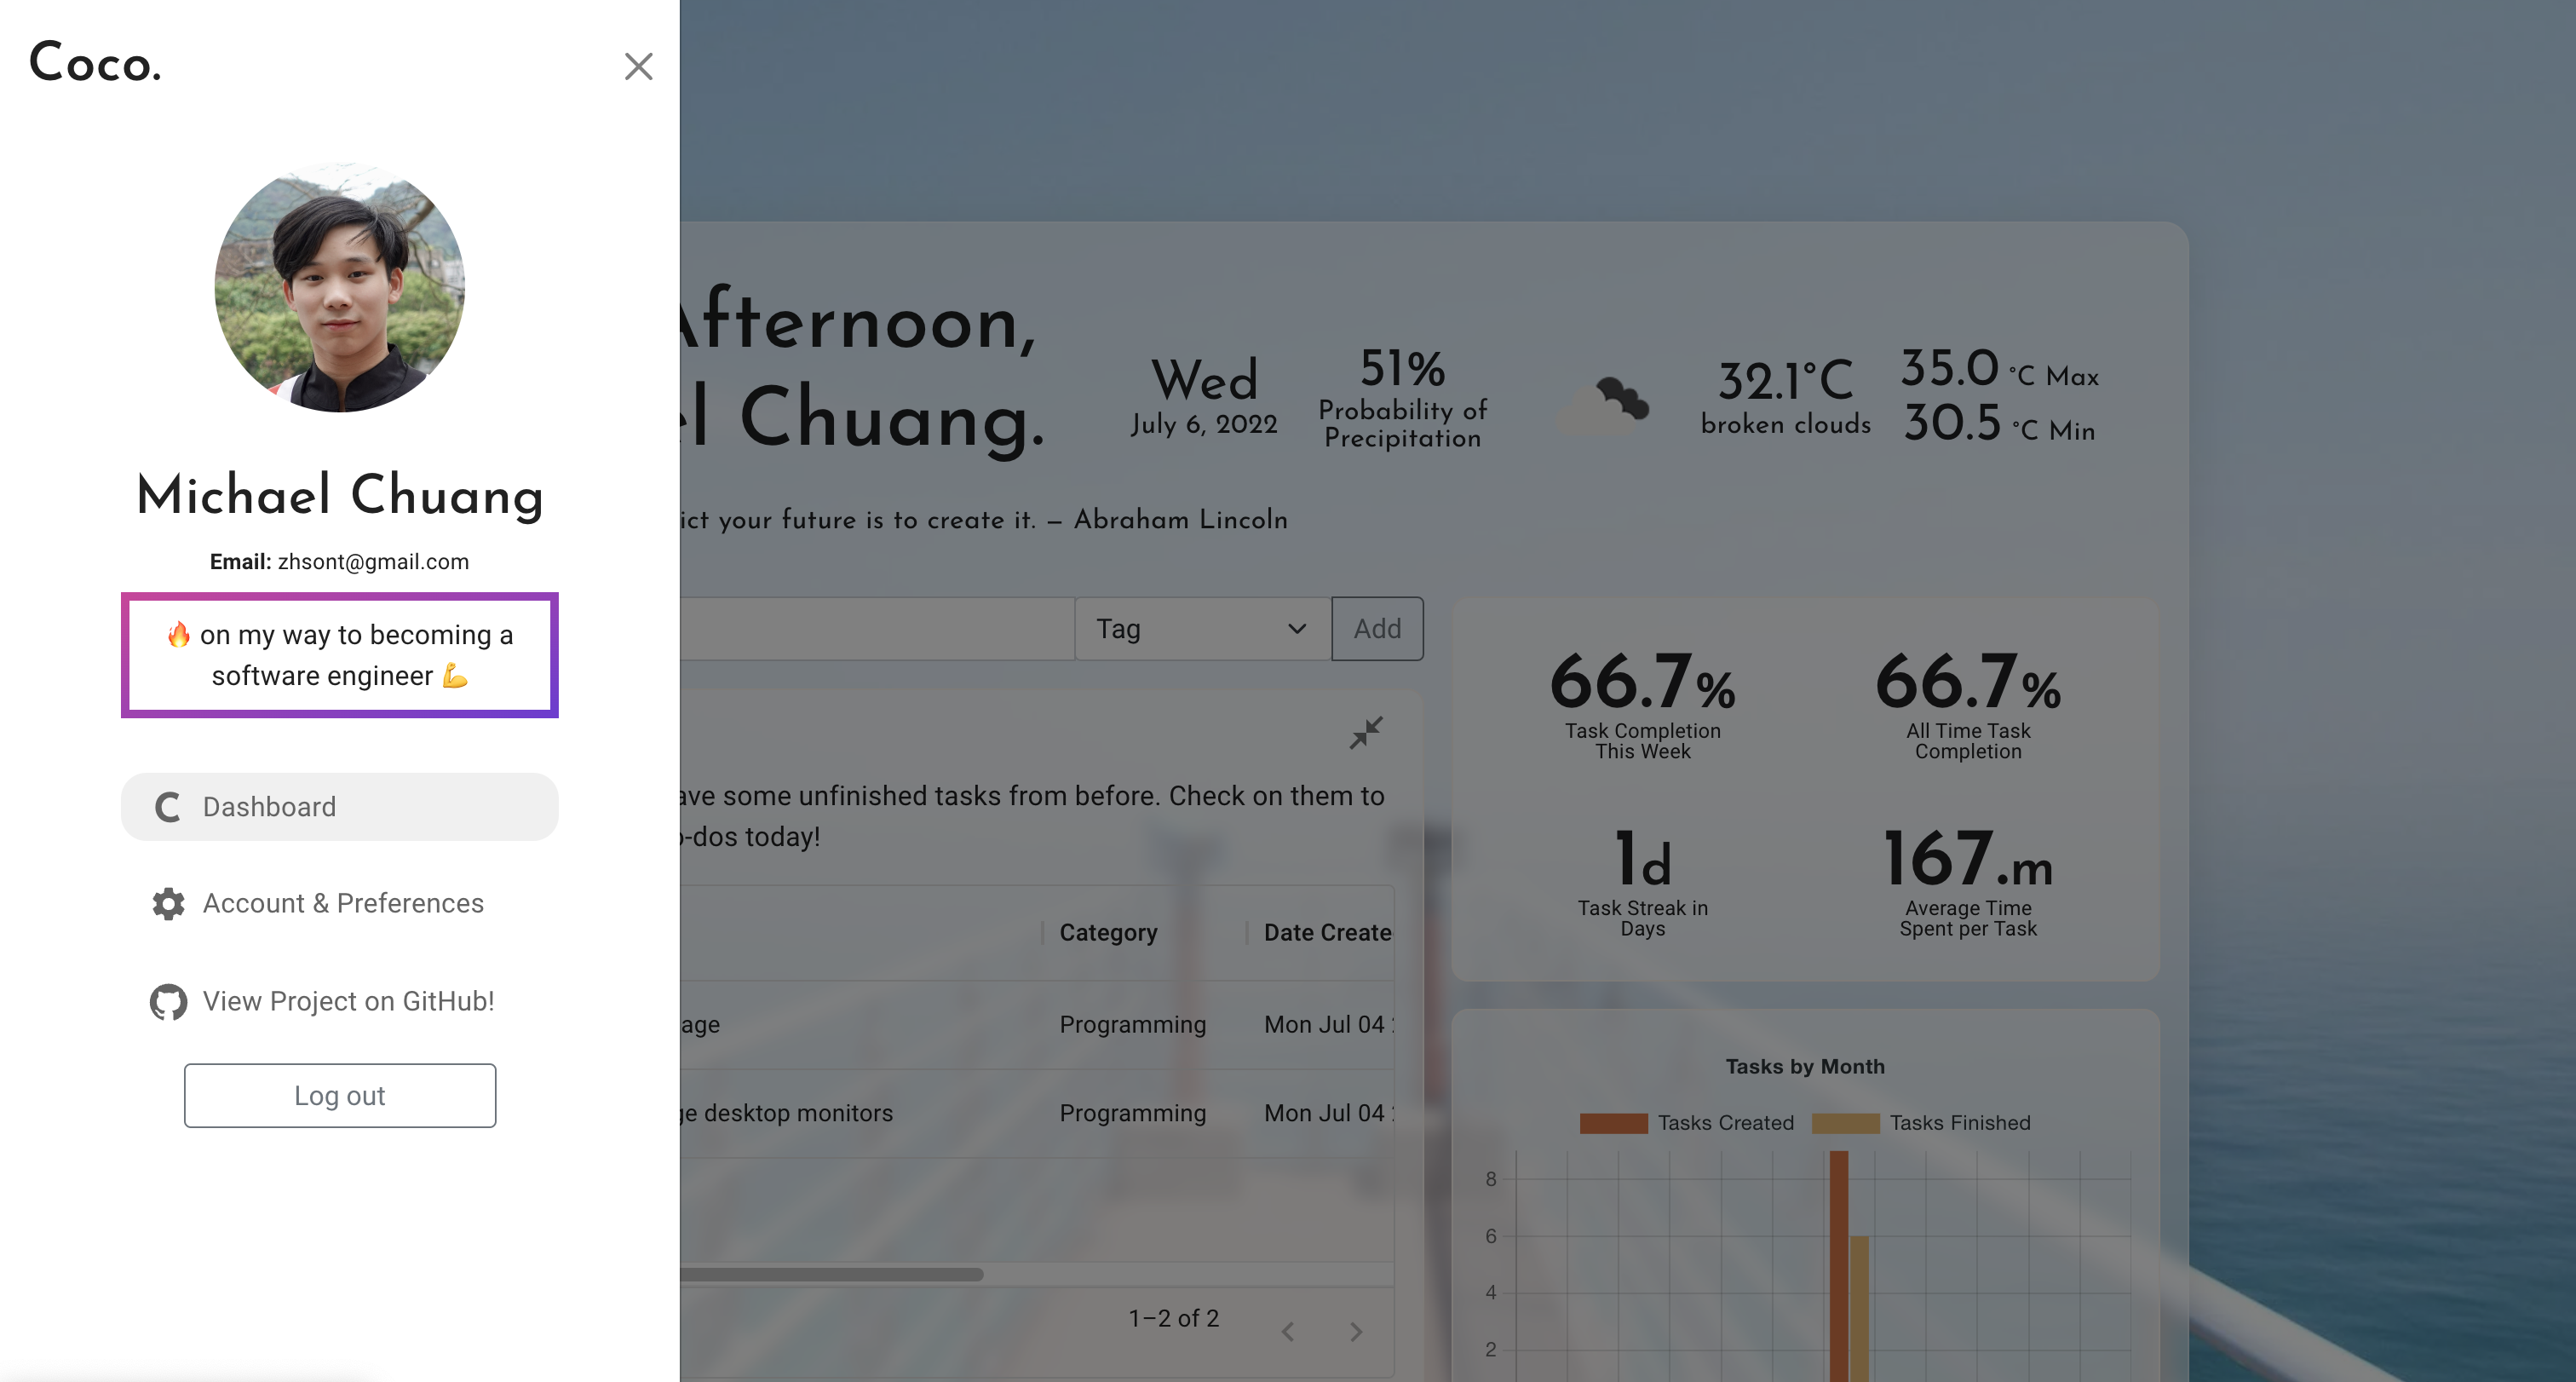 Coco.
Michael Chuang
Email: zhsont@gmail.com
🔥 on my way to becoming a
software engineer 💪
Dashboard
Account & Preferences
View Project on GitHub!
Log out
Afternoon,
el Chuang.
Wed
July 6, 2022
51%
Probability of
Precipitation
32.1°C
broken clouds
35.0 °C Max
30.5 °C Min
ict your future is to create it. – Abraham Lincoln
Tag
Add
ave some unfinished tasks from before. Check on them to
o-dos today!
Category
Date Create
age
Programming
Mon Jul 04
ge desktop monitors
Programming
Mon Jul 04
1–2 of 2
66.7%
Task Completion
This Week
66.7%
All Time Task
Completion
1d
Task Streak in
Days
167.m
Average Time
Spent per Task
Tasks by Month
Tasks Created
Tasks Finished
8
6
4
2